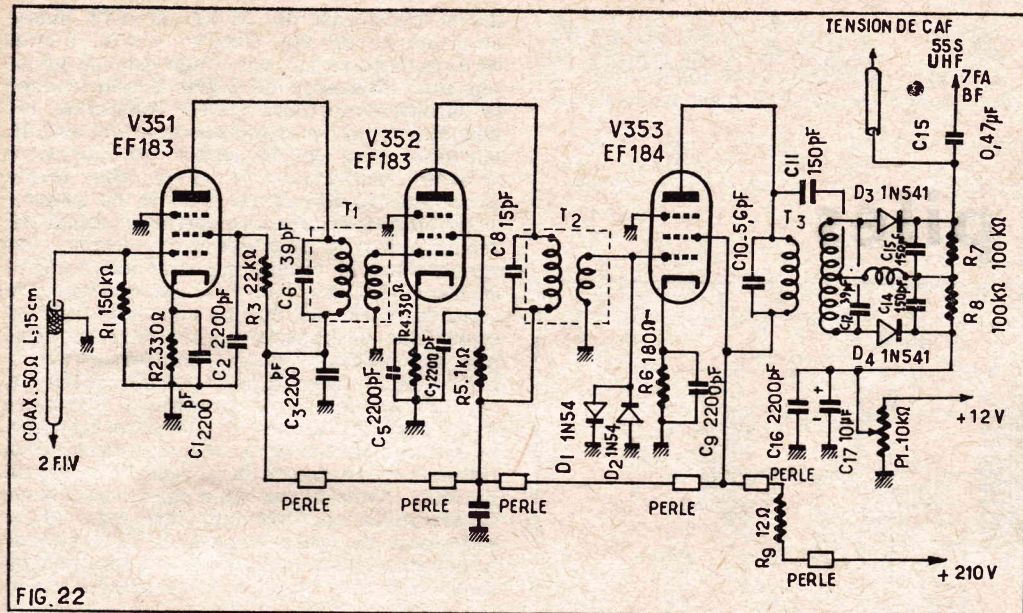 TENSION DE CAF
55S
UHF
7FA
BF
C15
0,47µF
V351
EF183
V352
EF183
V353
EF184
C11
150pF
D3 1N541
T1
T2
T3
39pF
C6
C8
15pF
C10.5,6pF
C12
39pF
C15
150pF
C14
150pF
R7
100kΩ
R8
100kΩ
D4 1N541
COAX. 50Ω L:15cm
R1 150kΩ
R2.330Ω
pF
C1 2200
C2 2200pF
R3 22kΩ
pF
C3 2200
C5 2200pF
R4.330Ω
C7 2200 pF
R5.1kΩ
D1 1N54
D2 1N54
R6 180Ω
C9 2200pF
C16 2200pF
+
-
C17 10µF
P1-10kΩ
+12V
2 F.I.V
PERLE
PERLE
PERLE
PERLE
PERLE
R9 12Ω
PERLE
+210V
FIG. 22